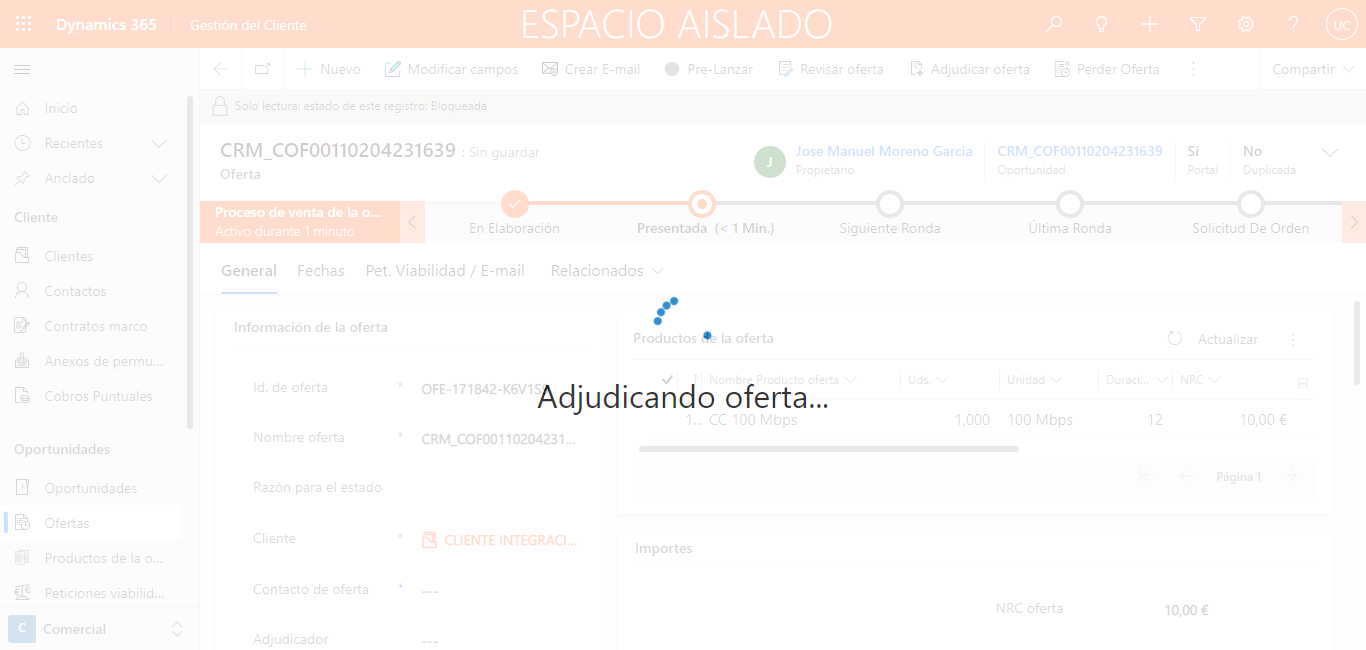 Dynamics 365
Gestión del Cliente
ESPACIO AISLADO
UC
Nuevo
Modificar campos
Crear E-mail
Pre-Lanzar
Revisar oferta
Adjudicar oferta
Perder Oferta
Compartir
Solo lectura: estado de este registro: Bloqueada
Inicio
Recientes
Anclado
Cliente
Clientes
Contactos
Contratos marco
Anexos de permu...
Cobros Puntuales
Oportunidades
Oportunidades
Ofertas
Productos de la o...
Peticiones viabilid...
C
Comercial
CRM_COF00110204231639 : Sin guardar
Oferta
J
Jose Manuel Moreno Garcia
Propietario
CRM_COF00110204231639
Oportunidad
Sí
Portal
No
Duplicada
Proceso de venta de la o...
Activo durante 1 minuto
En Elaboración
Presentada (< 1 Min.)
Siguiente Ronda
Última Ronda
Solicitud De Orden
General
Fechas
Pet. Viabilidad / E-mail
Relacionados
Información de la oferta
Id. de oferta * OFE-171842-K6V1S
Nombre oferta * CRM_COF00110204231...
Razón para el estado
Cliente * CLIENTE INTEGRACI...
Contacto de oferta + ---
Adjudicador ---
Adjudicando oferta...
Productos de la oferta
Actualizar
Nombre Producto oferta Uds. Unidad Duraci... NRC
1.. CC 100 Mbps 1,000 100 Mbps 12 10,00 €
Página 1
Importes
NRC oferta 10,00 €